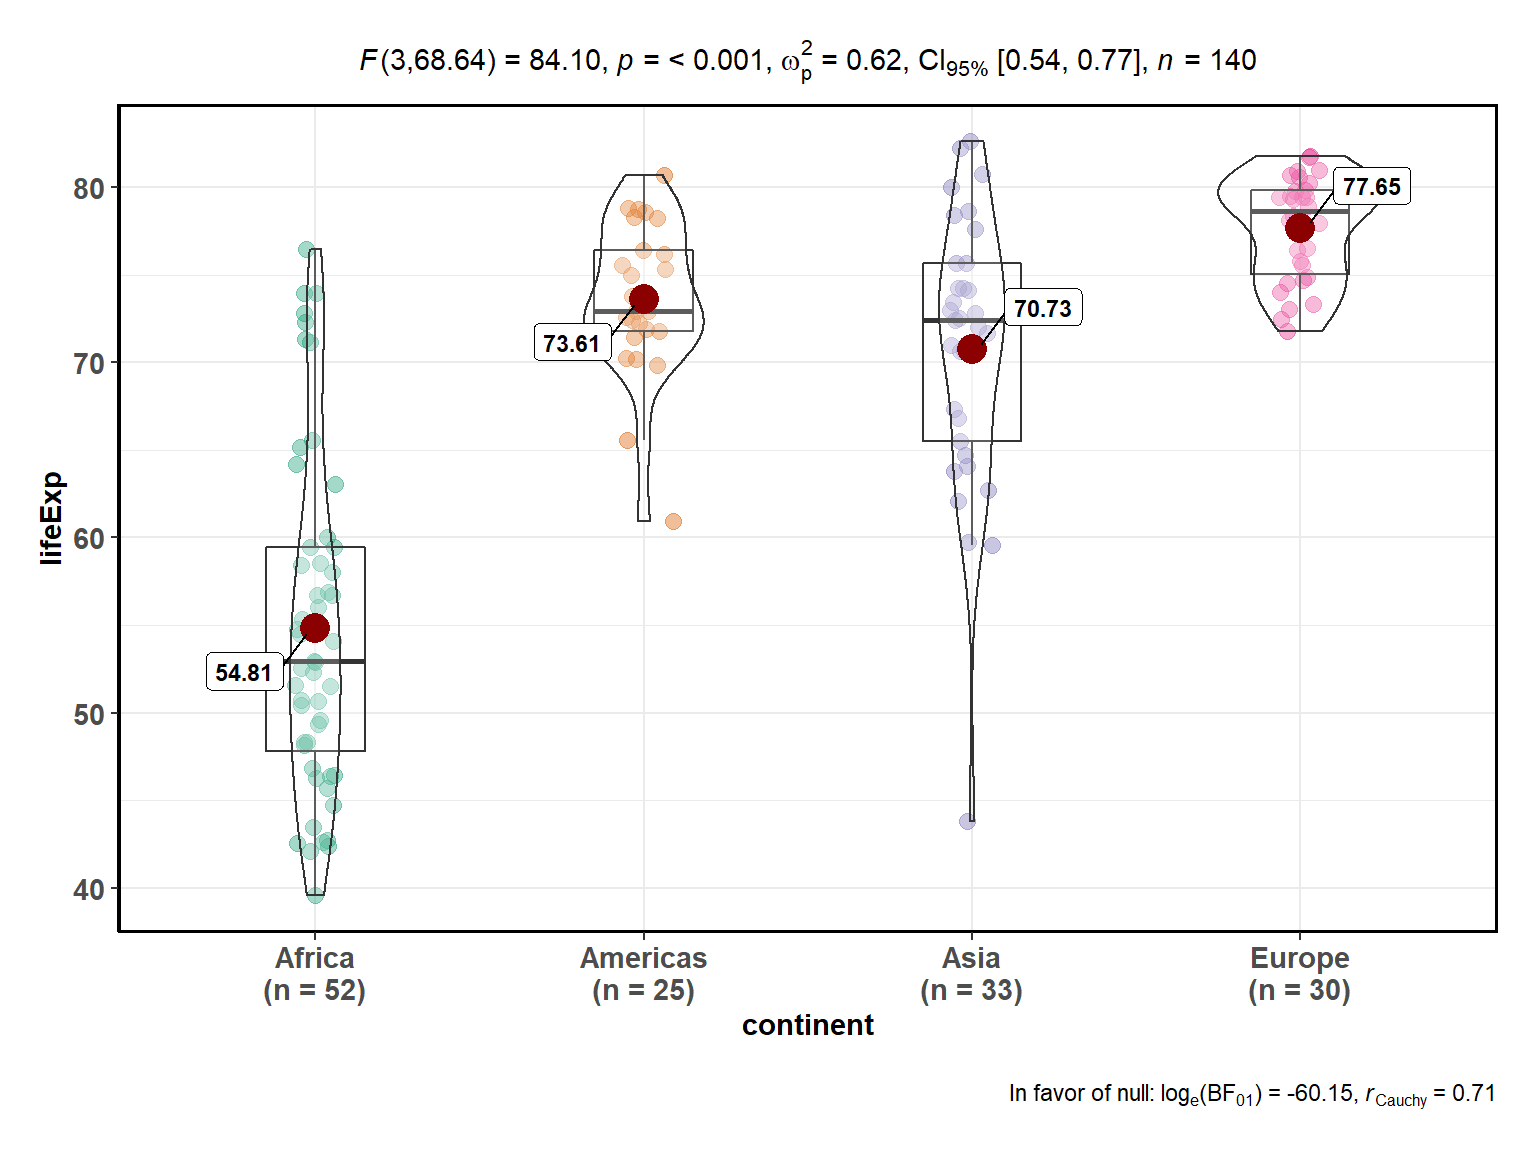 F(3,68.64) = 84.10, p = < 0.001, ω²ₚ = 0.62, CI₉₅% [0.54, 0.77], n = 140
lifeExp
80
70
60
50
40
54.81
73.61
70.73
77.65
Africa Americas Asia Europe
(n = 52) (n = 25) (n = 33) (n = 30)
continent
In favor of null: logₑ(BF₀₁) = -60.15, r Cauchy = 0.71